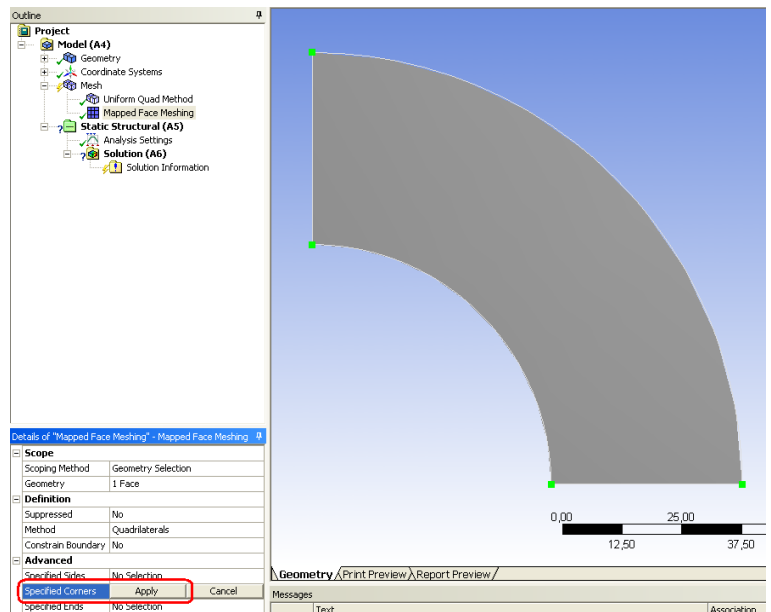 Outline
Project
Model (A4)
Geometry
Coordinate Systems
Mesh
Uniform Quad Method
Mapped Face Meshing
Static Structural (A5)
Analysis Settings
Solution (A6)
Solution Information
Details of "Mapped Face Meshing" - Mapped Face Meshing
Scope
Scoping Method Geometry Selection
Geometry 1 Face
Definition
Suppressed No
Method Quadrilaterals
Constrain Boundary No
Advanced
Specified Sides No Selection
Specified Corners Apply Cancel
Specified Ends No Selection
0,00 25,00
12,50 37,50
Geometry Print Preview Report Preview
Messages
Text Association